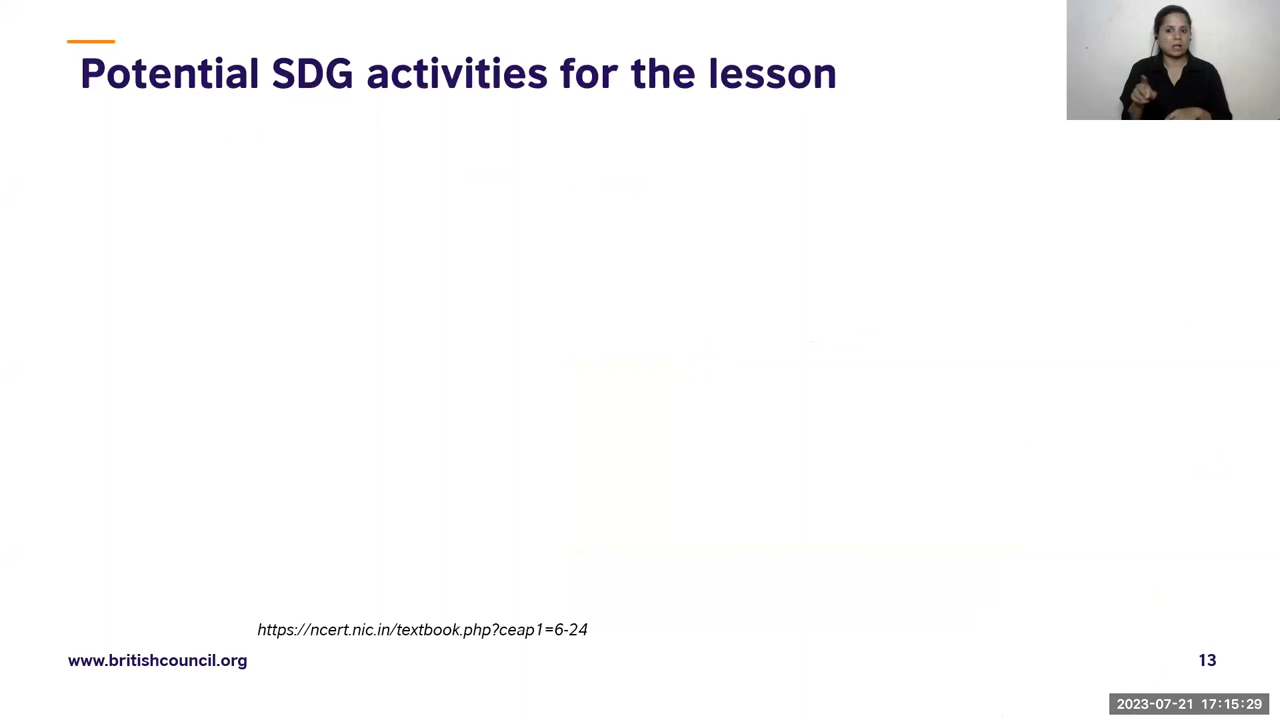 Potential SDG activities for the lesson
https://ncert.nic.in/textbook.php?ceap1=6-24
www.britishcouncil.org
13
2023-07-21 17:15:29